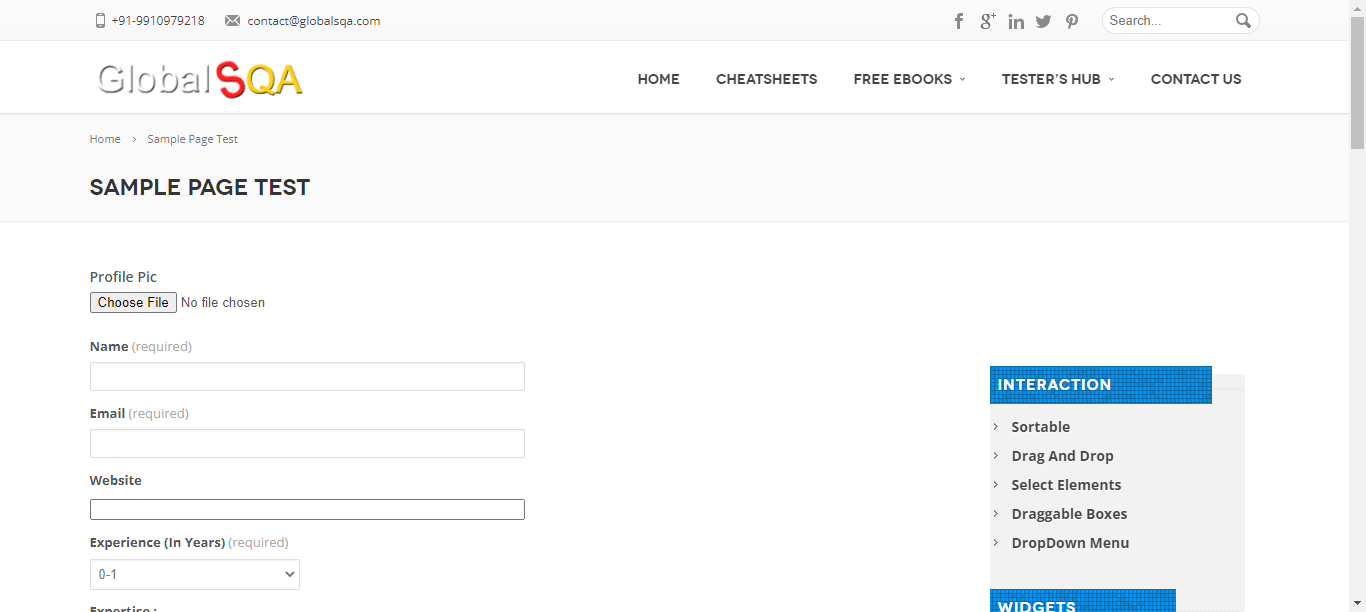 +91-9910979218 contact@globalsqa.com Search...
GlobalSQA HOME CHEATSHEETS FREE EBOOKS TESTER'S HUB CONTACT US
Home › Sample Page Test
SAMPLE PAGE TEST
Profile Pic
Choose File No file chosen
Name (required)
Email (required)
Website
Experience (In Years) (required)
0-1
Expertise :
INTERACTION
Sortable
Drag And Drop
Select Elements
Draggable Boxes
DropDown Menu
WIDGETS